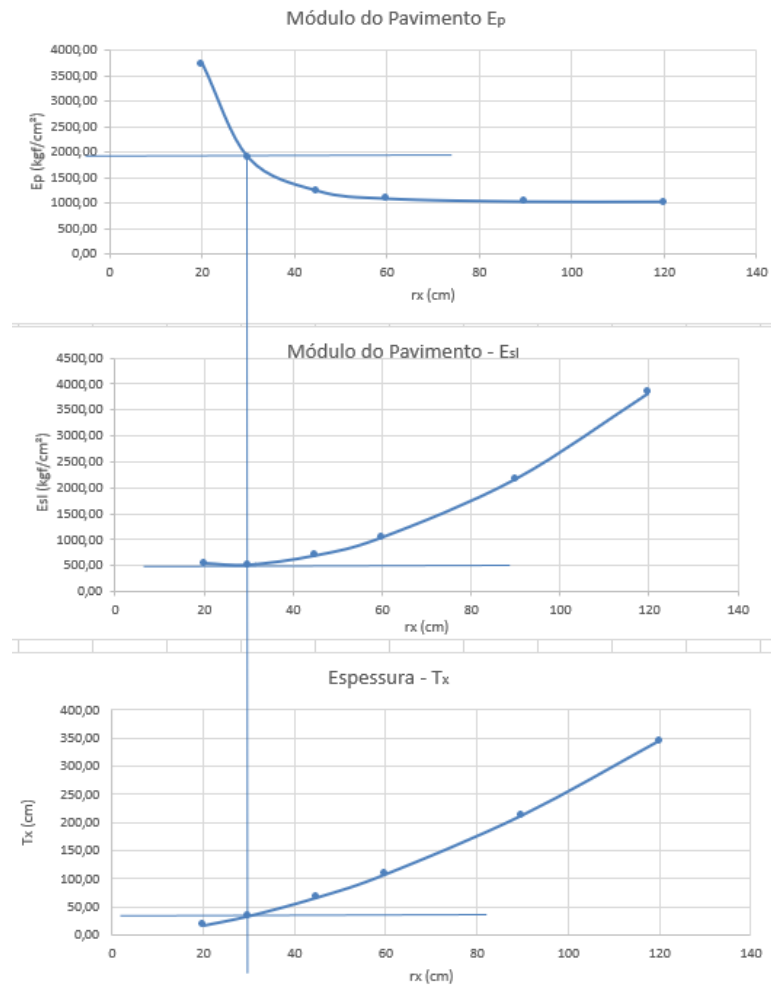 Módulo do Pavimento Ep
4000,00
3500,00
3000,00
2500,00
2000,00
1500,00
1000,00
500,00
0,00
Ep (kgf/cm²)
0 20 40 60 80 100 120 140
rx (cm)
Módulo do Pavimento - Esl
4500,00
4000,00
3500,00
3000,00
2500,00
2000,00
1500,00
1000,00
500,00
0,00
Esl (kgf/cm²)
0 20 40 60 80 100 120 140
rx (cm)
Espessura - Tx
400,00
350,00
300,00
250,00
200,00
150,00
100,00
50,00
0,00
Tx (cm)
0 20 40 60 80 100 120 140
rx (cm)